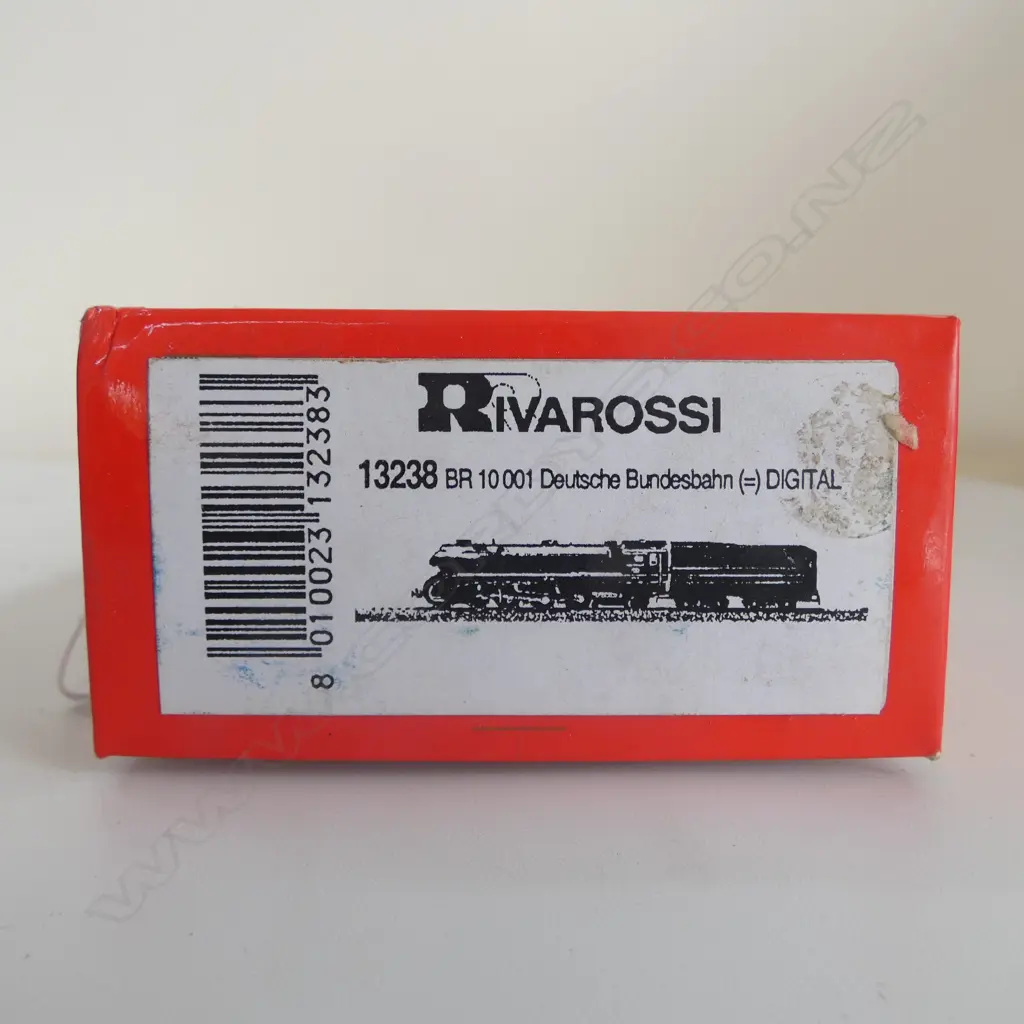 RIVAROSSI
13238 BR 10 001 Deutsche Bundesbahn (=) DIGITAL
8 010023 132383